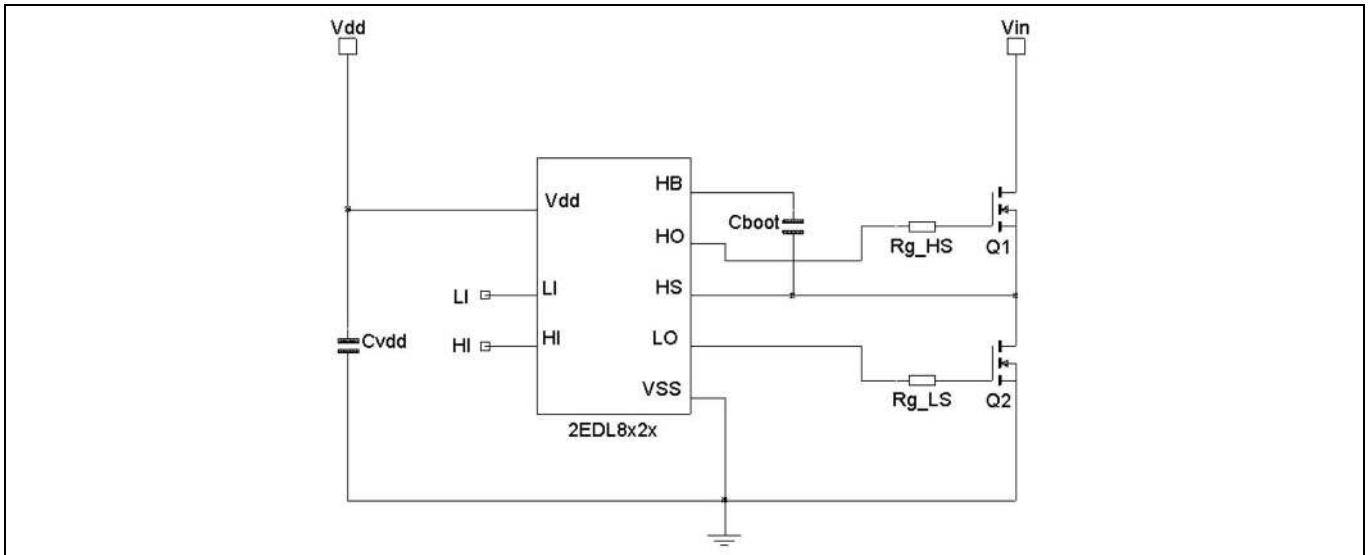 Vdd
Vin
Vdd
HB
Cboot
HO
Rg_HS
Q1
LI
LI
HS
Cvdd
HI
HI
LO
VSS
Rg_LS
Q2
2EDL8x2x